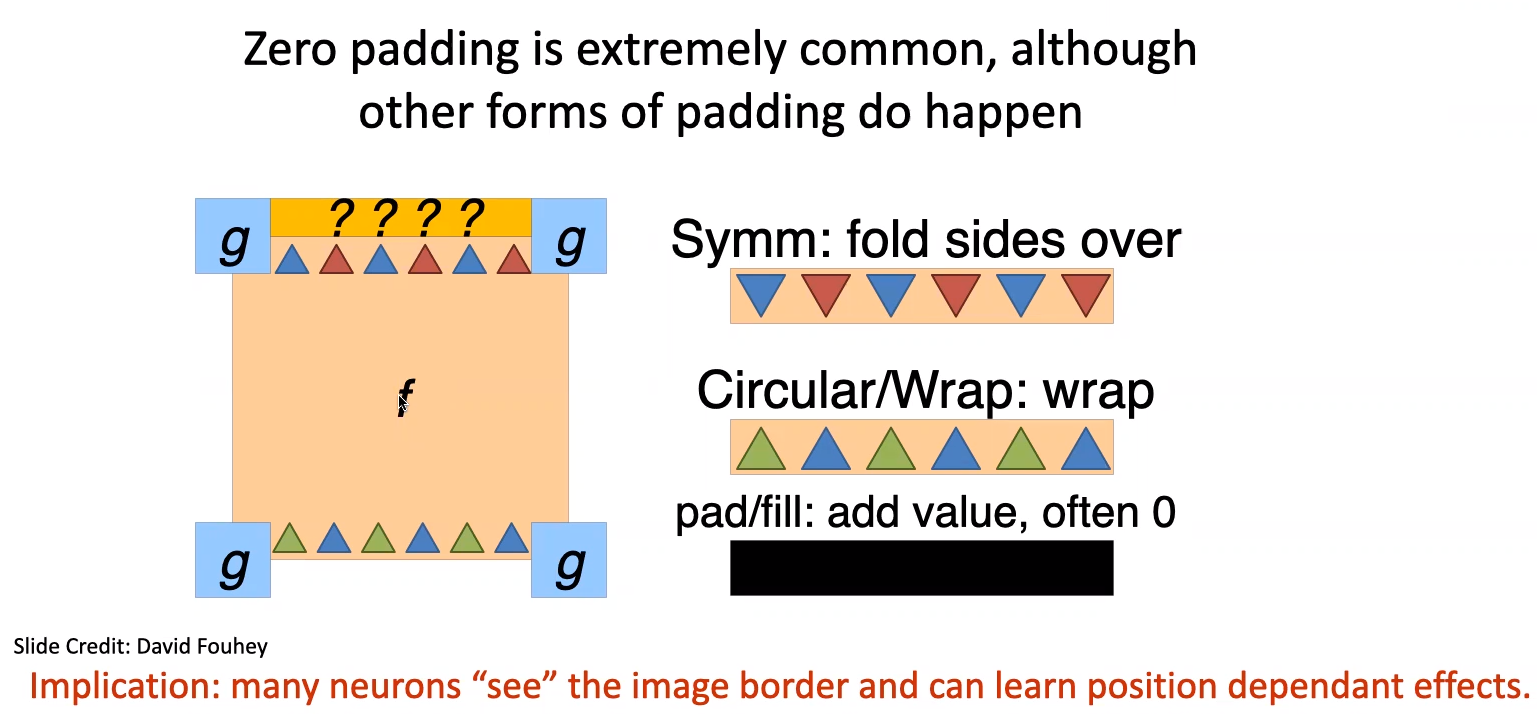 Zero padding is extremely common, although
other forms of padding do happen
g
? ? ? ?
g
f
g
g
Symm: fold sides over
Circular/Wrap: wrap
pad/fill: add value, often 0
Slide Credit: David Fouhey
Implication: many neurons “see” the image border and can learn position dependant effects.